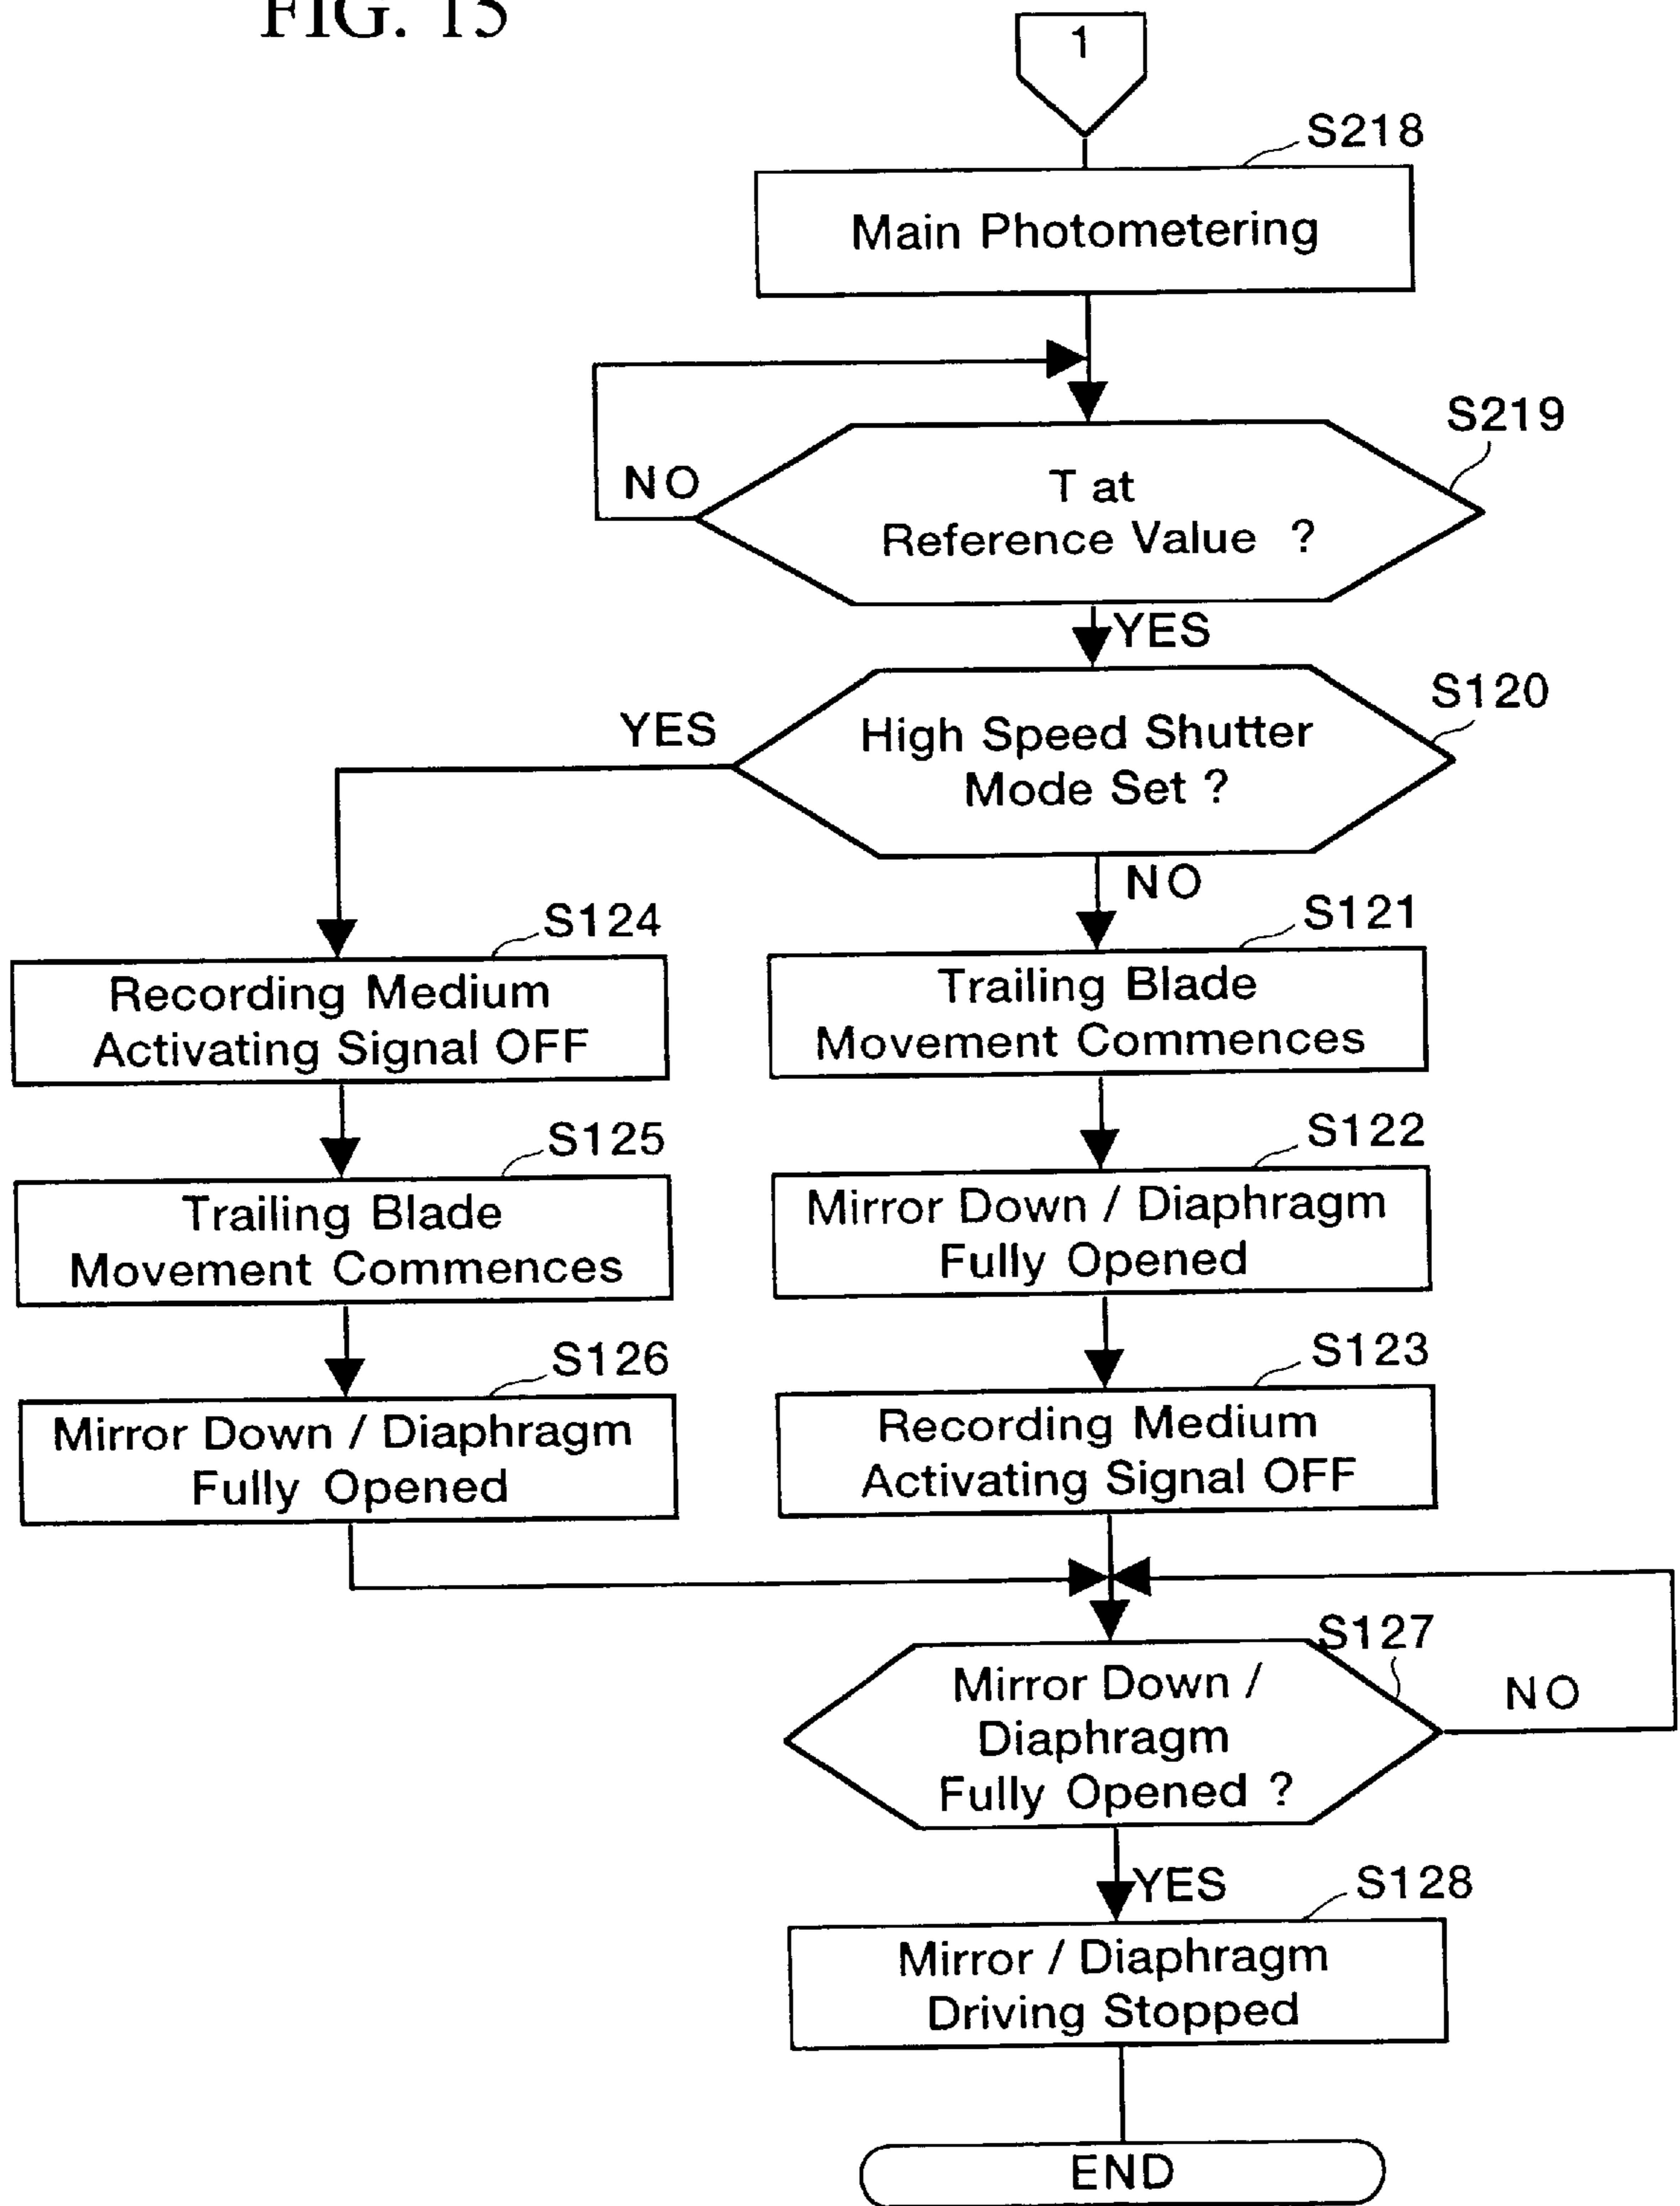 FIG. 15
1
S218
Main Photometering
S219
NO
T at
Reference Value ?
YES
S120
YES
High Speed Shutter
Mode Set ?
NO
S124
Recording Medium
Activating Signal OFF
S121
Trailing Blade
Movement Commences
S125
Trailing Blade
Movement Commences
S122
Mirror Down / Diaphragm
Fully Opened
S126
Mirror Down / Diaphragm
Fully Opened
S123
Recording Medium
Activating Signal OFF
S127
Mirror Down /
Diaphragm
Fully Opened ?
NO
YES
S128
Mirror / Diaphragm
Driving Stopped
END